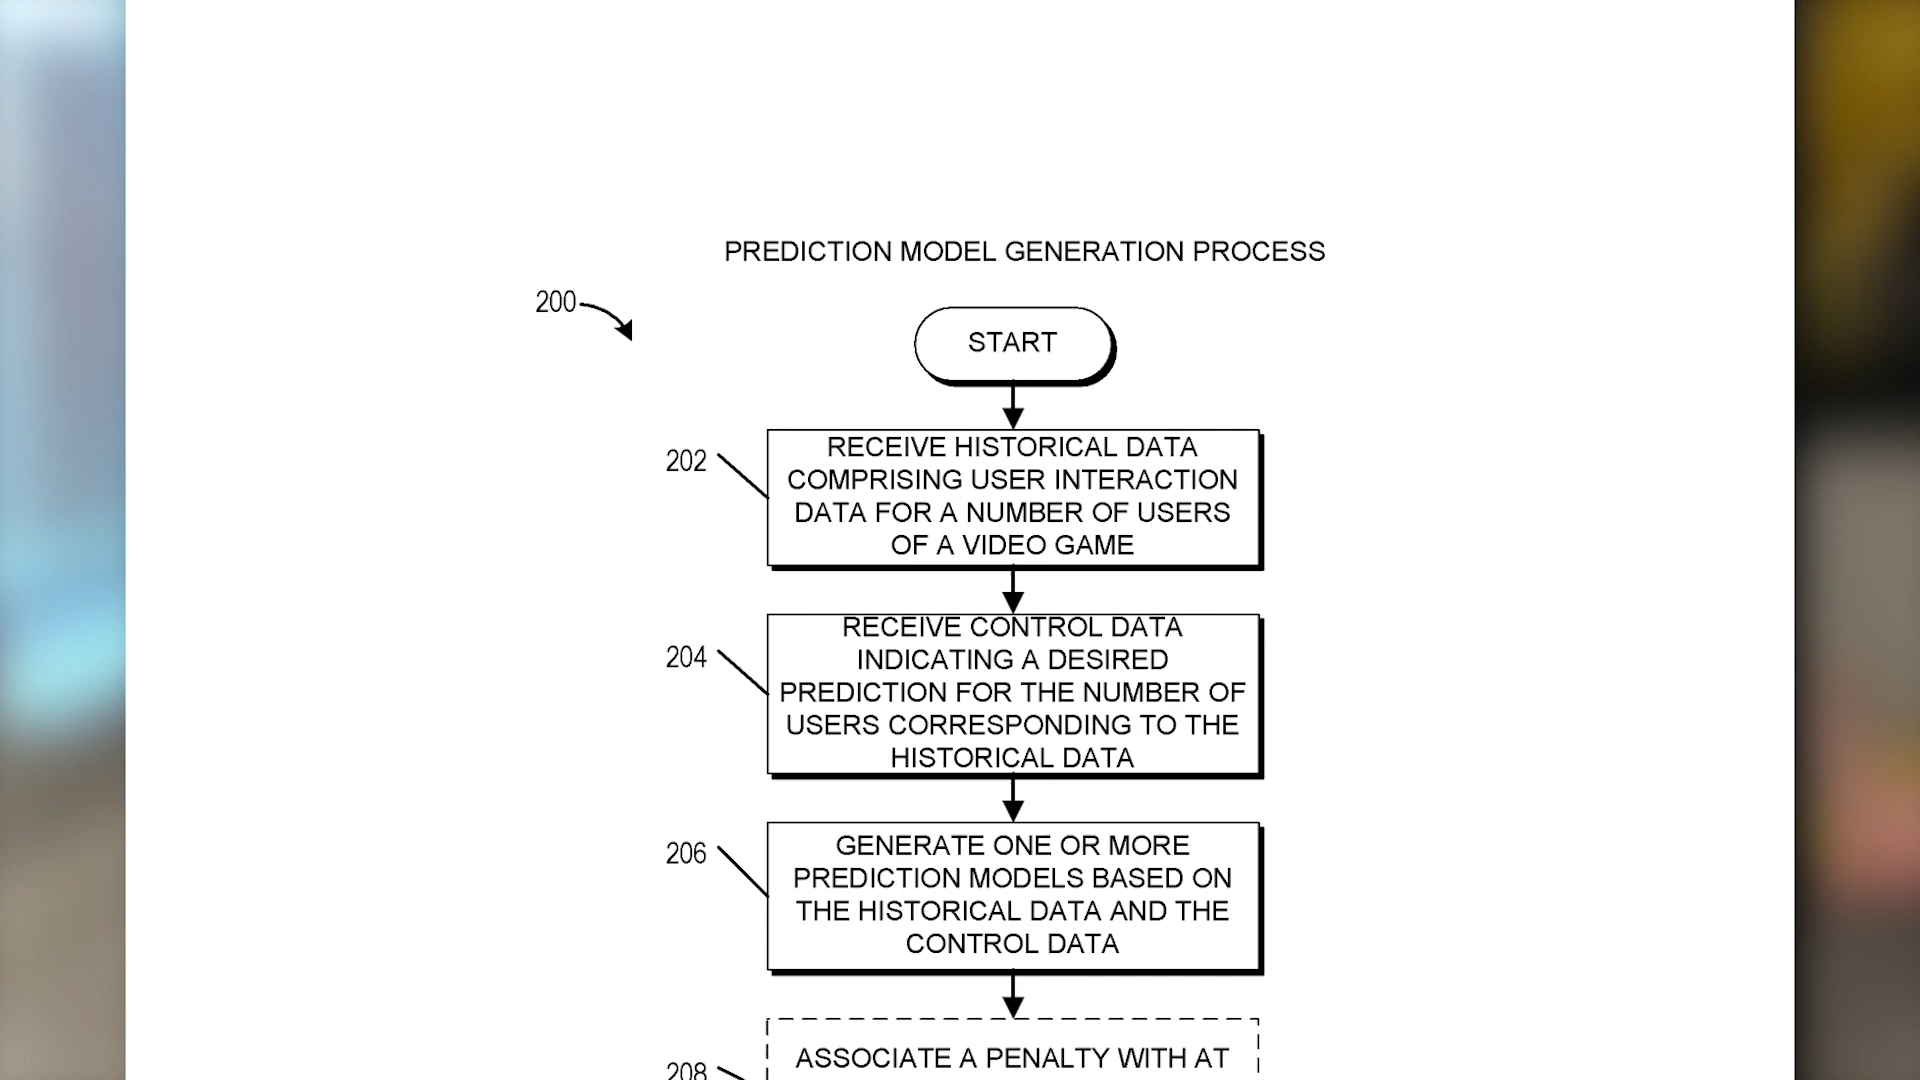 PREDICTION MODEL GENERATION PROCESS
200
START
202
RECEIVE HISTORICAL DATA
COMPRISING USER INTERACTION
DATA FOR A NUMBER OF USERS
OF A VIDEO GAME
204
RECEIVE CONTROL DATA
INDICATING A DESIRED
PREDICTION FOR THE NUMBER OF
USERS CORRESPONDING TO THE
HISTORICAL DATA
206
GENERATE ONE OR MORE
PREDICTION MODELS BASED ON
THE HISTORICAL DATA AND THE
CONTROL DATA
208
ASSOCIATE A PENALTY WITH AT